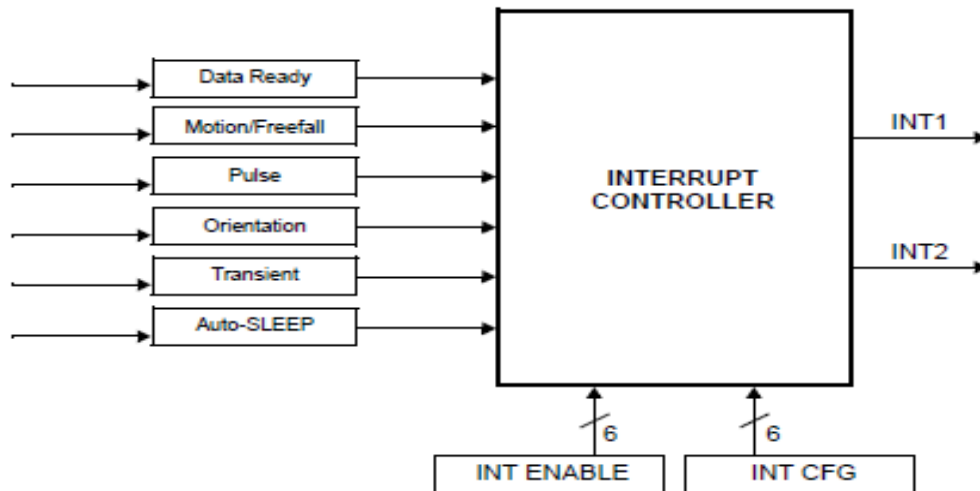 Data Ready
Motion/Freefall
Pulse
Orientation
Transient
Auto-SLEEP
INTERRUPT
CONTROLLER
INT1
INT2
6
6
INT ENABLE
INT CFG